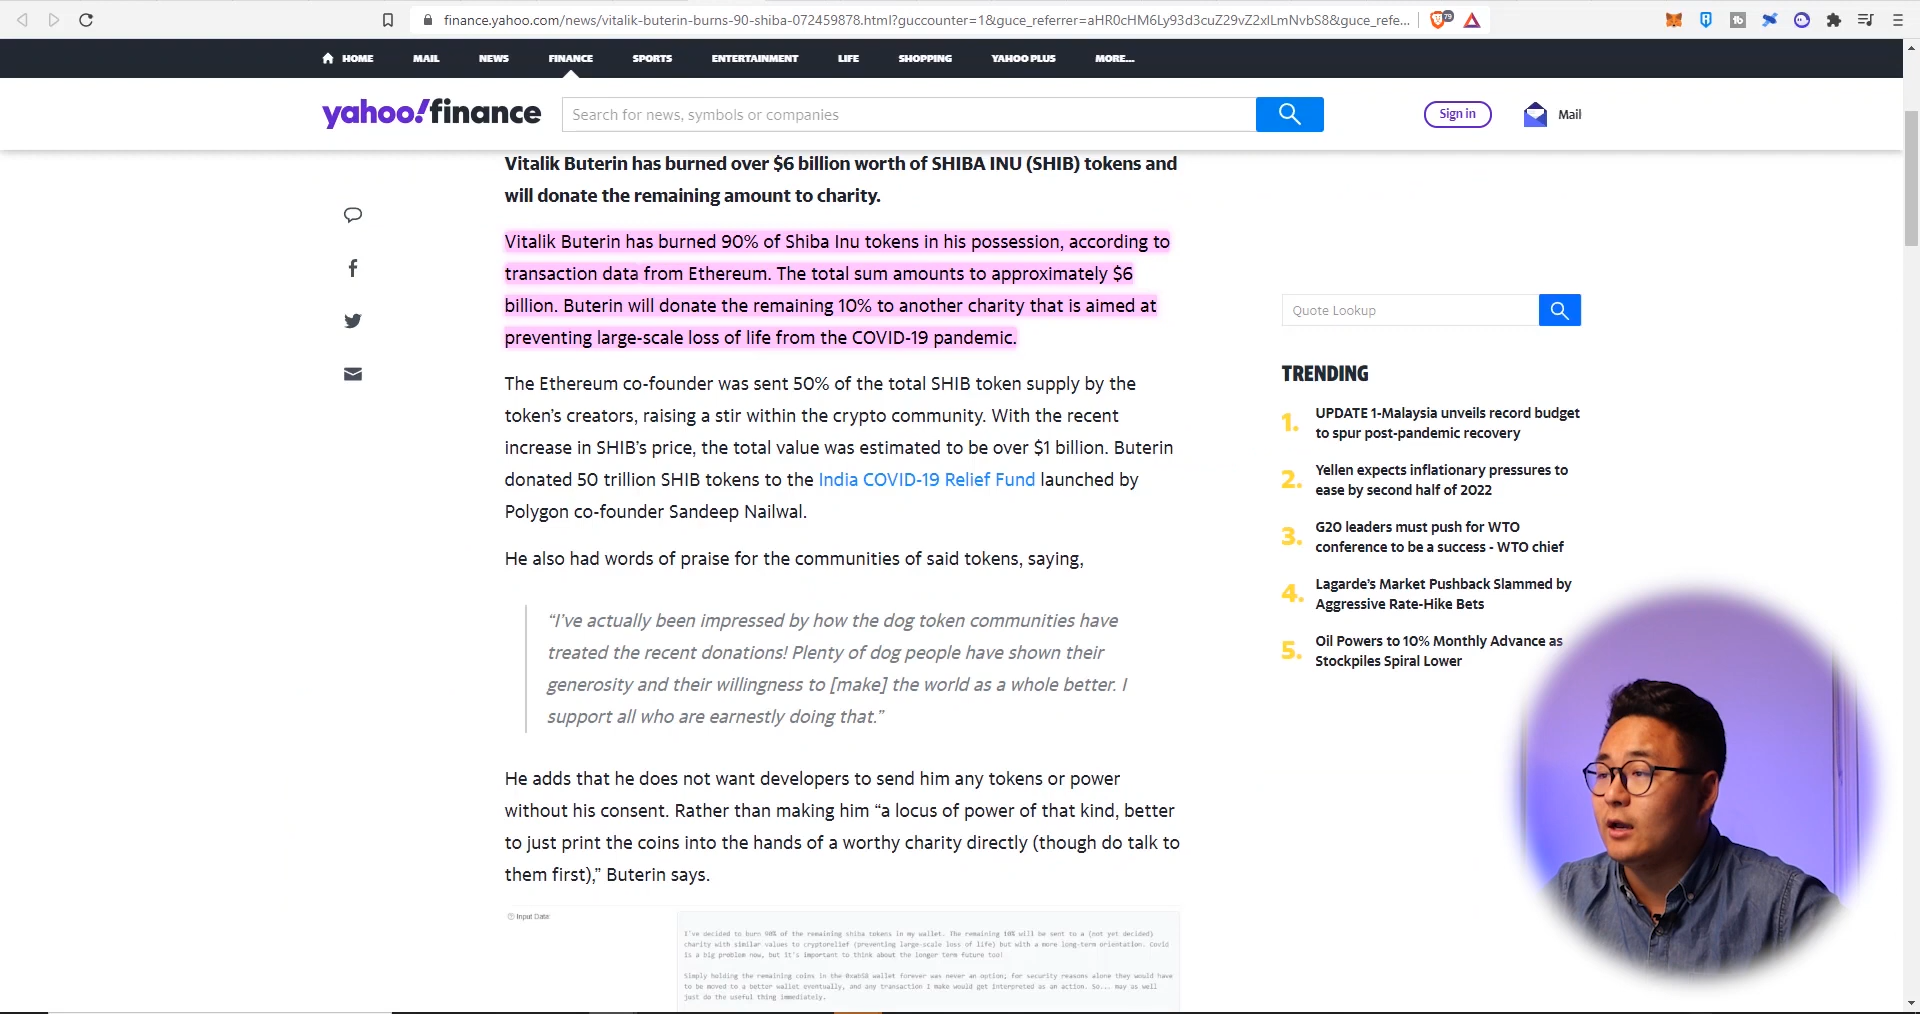 finance.yahoo.com/news/vitalik-buterin-burns-90-shiba-072459878.html?guccounter=1&guce_referrer=aHR0cHM6Ly93d3cuZ29vZ2xlLmNvbS8&guce_refe...
79
HOME MAIL NEWS FINANCE SPORTS ENTERTAINMENT LIFE SHOPPING YAHOO PLUS MORE...
yahoo!finance
Search for news, symbols or companies
Sign in
Mail
Vitalik Buterin has burned over $6 billion worth of SHIBA INU (SHIB) tokens and
will donate the remaining amount to charity.
Vitalik Buterin has burned 90% of Shiba Inu tokens in his possession, according to
transaction data from Ethereum. The total sum amounts to approximately $6
billion. Buterin will donate the remaining 10% to another charity that is aimed at
preventing large-scale loss of life from the COVID-19 pandemic.
The Ethereum co-founder was sent 50% of the total SHIB token supply by the
token's creators, raising a stir within the crypto community. With the recent
increase in SHIB's price, the total value was estimated to be over $1 billion. Buterin
donated 50 trillion SHIB tokens to the India COVID-19 Relief Fund launched by
Polygon co-founder Sandeep Nailwal.
He also had words of praise for the communities of said tokens, saying,
“I've actually been impressed by how the dog token communities have
treated the recent donations! Plenty of dog people have shown their
generosity and their willingness to [make] the world as a whole better. I
support all who are earnestly doing that.”
He adds that he does not want developers to send him any tokens or power
without his consent. Rather than making him “a locus of power of that kind, better
to just print the coins into the hands of a worthy charity directly (though do talk to
them first),” Buterin says.
Input Data:
I've decided to burn 90% of the remaining shiba tokens in my wallet. The remaining 10% will be sent to a (not yet decided)
charity with similar values to cryptorelief (preventing large-scale loss of life) but with a more long-term orientation. Covid
is a big problem now, but it's important to think about the longer term future too!
Simply holding the remaining coins in the 0xab58 wallet forever was never an option; for security reasons alone they would have
to be moved to a better wallet eventually, and any transaction I make would get interpreted as an action. So... may as well
just do the useful thing immediately.
Quote Lookup
TRENDING
1. UPDATE 1-Malaysia unveils record budget
to spur post-pandemic recovery
2. Yellen expects inflationary pressures to
ease by second half of 2022
3. G20 leaders must push for WTO
conference to be a success - WTO chief
4. Lagarde's Market Pushback Slammed by
Aggressive Rate-Hike Bets
5. Oil Powers to 10% Monthly Advance as
Stockpiles Spiral Lower